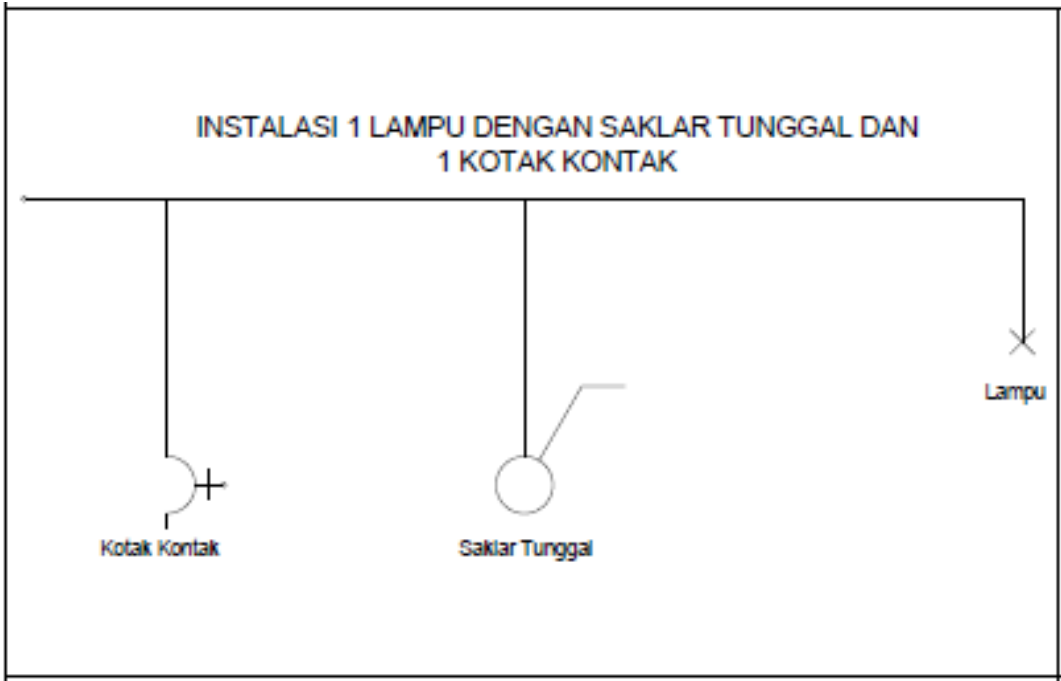 INSTALASI 1 LAMPU DENGAN SAKLAR TUNGGAL DAN
1 KOTAK KONTAK
Lampu
Kotak Kontak
Saklar Tunggal